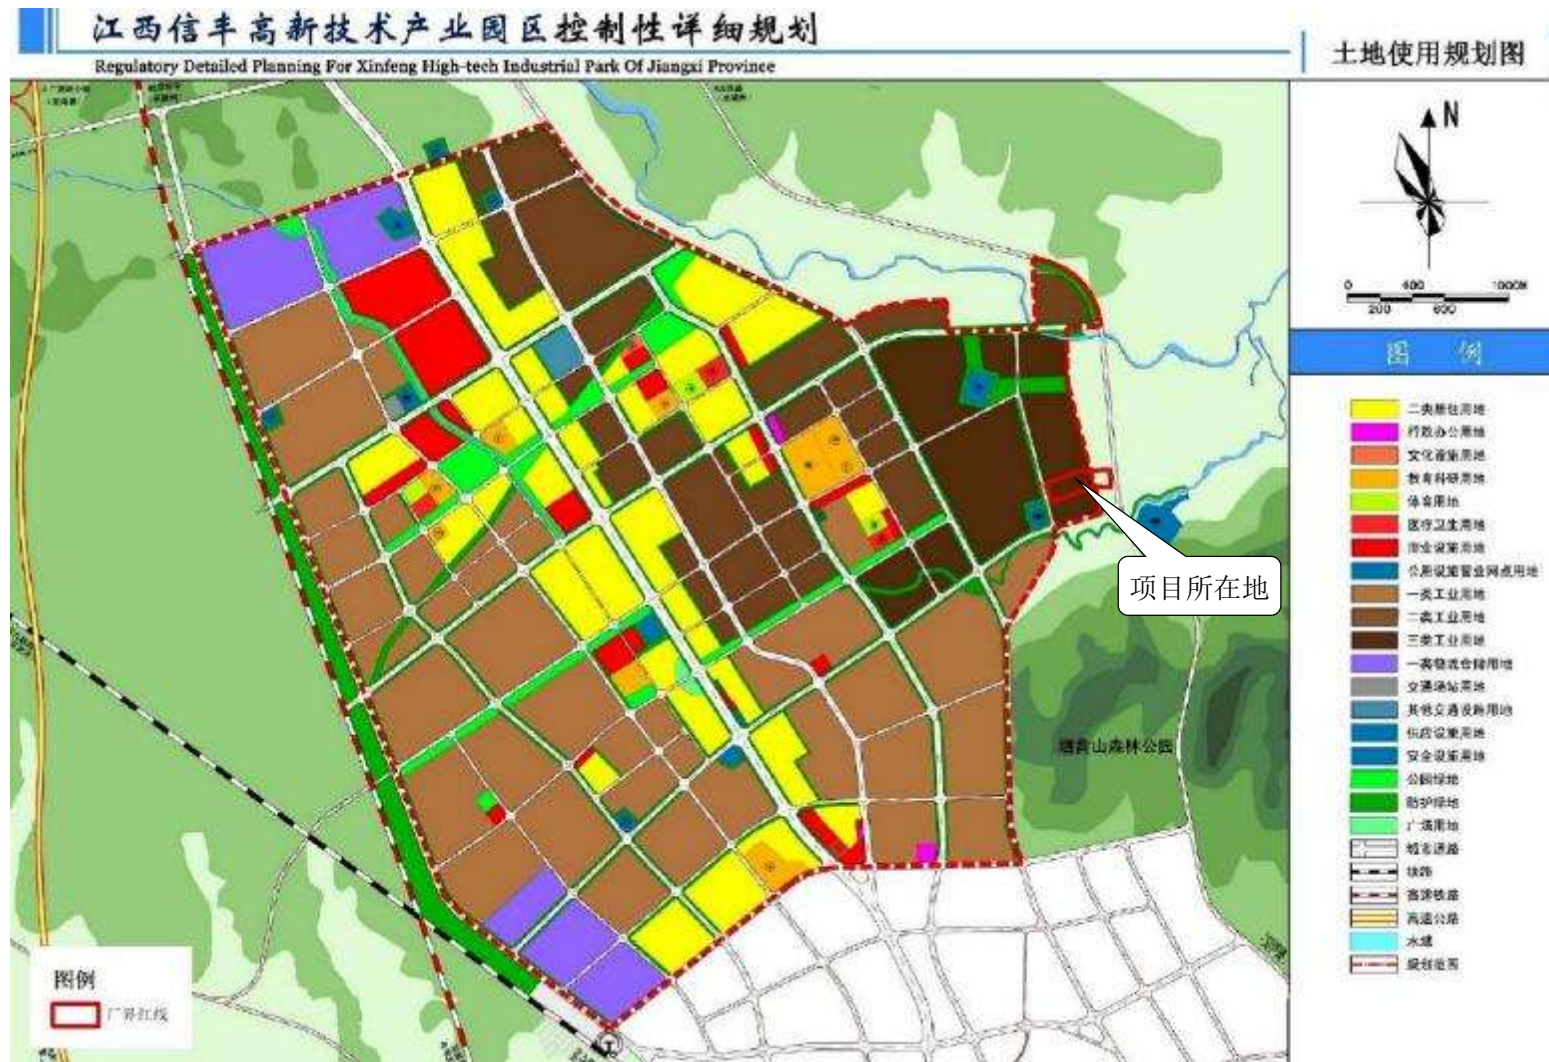 江西信丰高新技术产业园区控制性详细规划
Regulatory Detailed Planning For Xinfeng High-tech Industrial Park Of Jiangxi Province
土地使用规划图
N
0 400 1000M
200 600
图 例
二类居住用地
行政办公用地
文化设施用地
教育科研用地
体育用地
医疗卫生用地
商业设施用地
公用设施营业网点用地
一类工业用地
二类工业用地
三类工业用地
一类物流仓储用地
交通场站用地
其他交通设施用地
供应设施用地
安全设施用地
公园绿地
防护绿地
广场用地
城市道路
铁路
高速铁路
高速公路
水域
规划范围
项目所在地
森林公园
图例
厂界红线